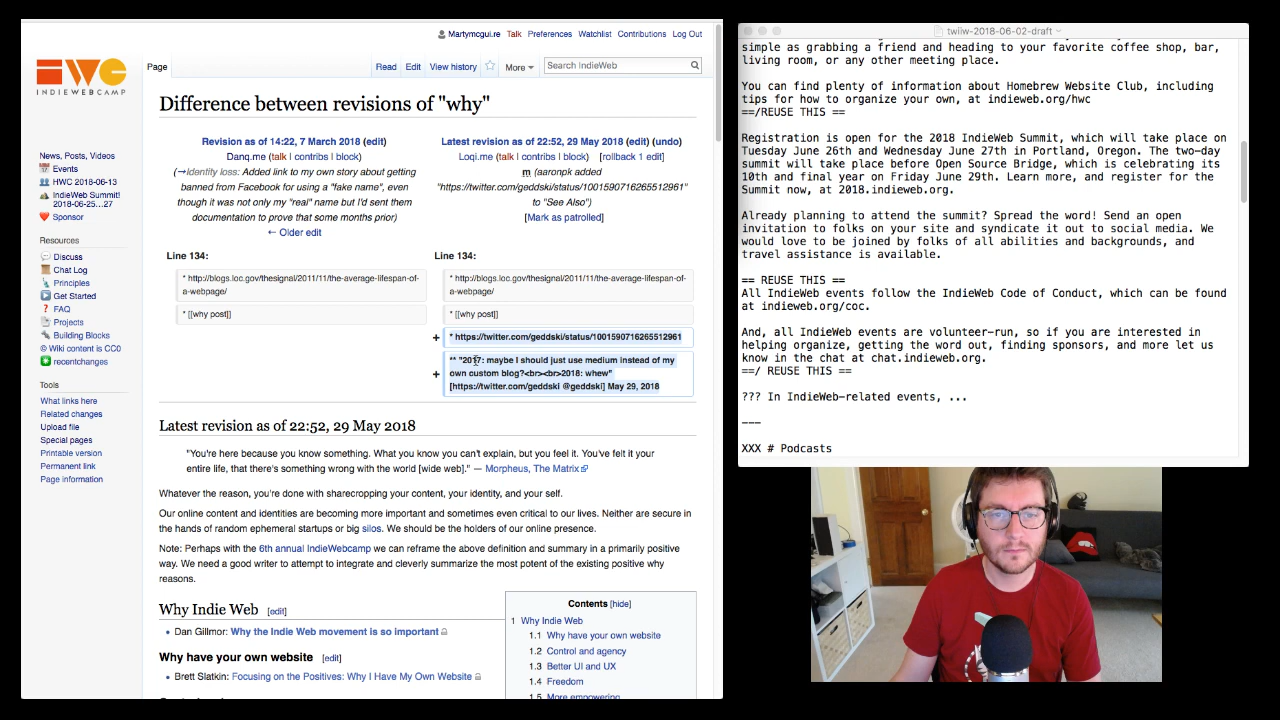 Martymcgui.re Talk Preferences Watchlist Contributions Log Out
INDIEWEBCAMP
Page
Read Edit View history More
Search IndieWeb
News, Posts, Videos
Events
HWC 2018-06-13
IndieWeb Summit!
2018-06-25...27
Sponsor
Resources
Discuss
Chat Log
Principles
Get Started
FAQ
Projects
Building Blocks
© Wiki content is CC0
recentchanges
Tools
What links here
Related changes
Upload file
Special pages
Printable version
Permanent link
Page information
Difference between revisions of "why"
Revision as of 14:22, 7 March 2018 (edit)
Danq.me (talk | contribs | block)
(→Identity loss: Added link to my own story about getting
banned from Facebook for using a "fake name", even
though it was not only my "real" name but I'd sent them
documentation to prove that some months prior)
← Older edit
Latest revision as of 22:52, 29 May 2018 (edit) (undo)
Loqi.me (talk | contribs | block) [rollback 1 edit]
m (aaronpk added
"https://twitter.com/geddski/status/1001590716265512961"
to "See Also")
[Mark as patrolled]
Line 134:
* http://blogs.loc.gov/thesignal/2011/11/the-average-lifespan-of-
a-webpage/
* [[why post]]
Line 134:
* http://blogs.loc.gov/thesignal/2011/11/the-average-lifespan-of-
a-webpage/
* [[why post]]
+ * https://twitter.com/geddski/status/1001590716265512961
+ ** "2017: maybe I should just use medium instead of my
own custom blog?<br><br>2018: whew"
[https://twitter.com/geddski @geddski] May 29, 2018
Latest revision as of 22:52, 29 May 2018
"You're here because you know something. What you know you can't explain, but you feel it. You've felt it your
entire life, that there's something wrong with the world [wide web]." — Morpheus, The Matrix
Whatever the reason, you're done with sharecropping your content, your identity, and your self.
Our online content and identities are becoming more important and sometimes even critical to our lives. Neither are secure in
the hands of random ephemeral startups or big silos. We should be the holders of our online presence.
Note: Perhaps with the 6th annual IndieWebcamp we can reframe the above definition and summary in a primarily positive
way. We need a good writer to attempt to integrate and cleverly summarize the most potent of the existing positive why
reasons.
Why Indie Web [edit]
• Dan Gillmor: Why the Indie Web movement is so important
Why have your own website [edit]
• Brett Slatkin: Focusing on the Positives: Why I Have My Own Website
Contents [hide]
1 Why Indie Web
1.1 Why have your own website
1.2 Control and agency
1.3 Better UI and UX
1.4 Freedom
1.5 More empowering
twiiw-2018-06-02-draft
simple as grabbing a friend and heading to your favorite coffee shop, bar,
living room, or any other meeting place.
You can find plenty of information about Homebrew Website Club, including
tips for how to organize your own, at indieweb.org/hwc
==/REUSE THIS ==
Registration is open for the 2018 IndieWeb Summit, which will take place on
Tuesday June 26th and Wednesday June 27th in Portland, Oregon. The two-day
summit will take place before Open Source Bridge, which is celebrating its
10th and final year on Friday June 29th. Learn more, and register for the
Summit now, at 2018.indieweb.org.
Already planning to attend the summit? Spread the word! Send an open
invitation to folks on your site and syndicate it out to social media. We
would love to be joined by folks of all abilities and backgrounds, and
travel assistance is available.
== REUSE THIS ==
All IndieWeb events follow the IndieWeb Code of Conduct, which can be found
at indieweb.org/coc.
And, all IndieWeb events are volunteer-run, so if you are interested in
helping organize, getting the word out, finding sponsors, and more let us
know in the chat at chat.indieweb.org.
==/ REUSE THIS ==
??? In IndieWeb-related events, ...
---
XXX # Podcasts